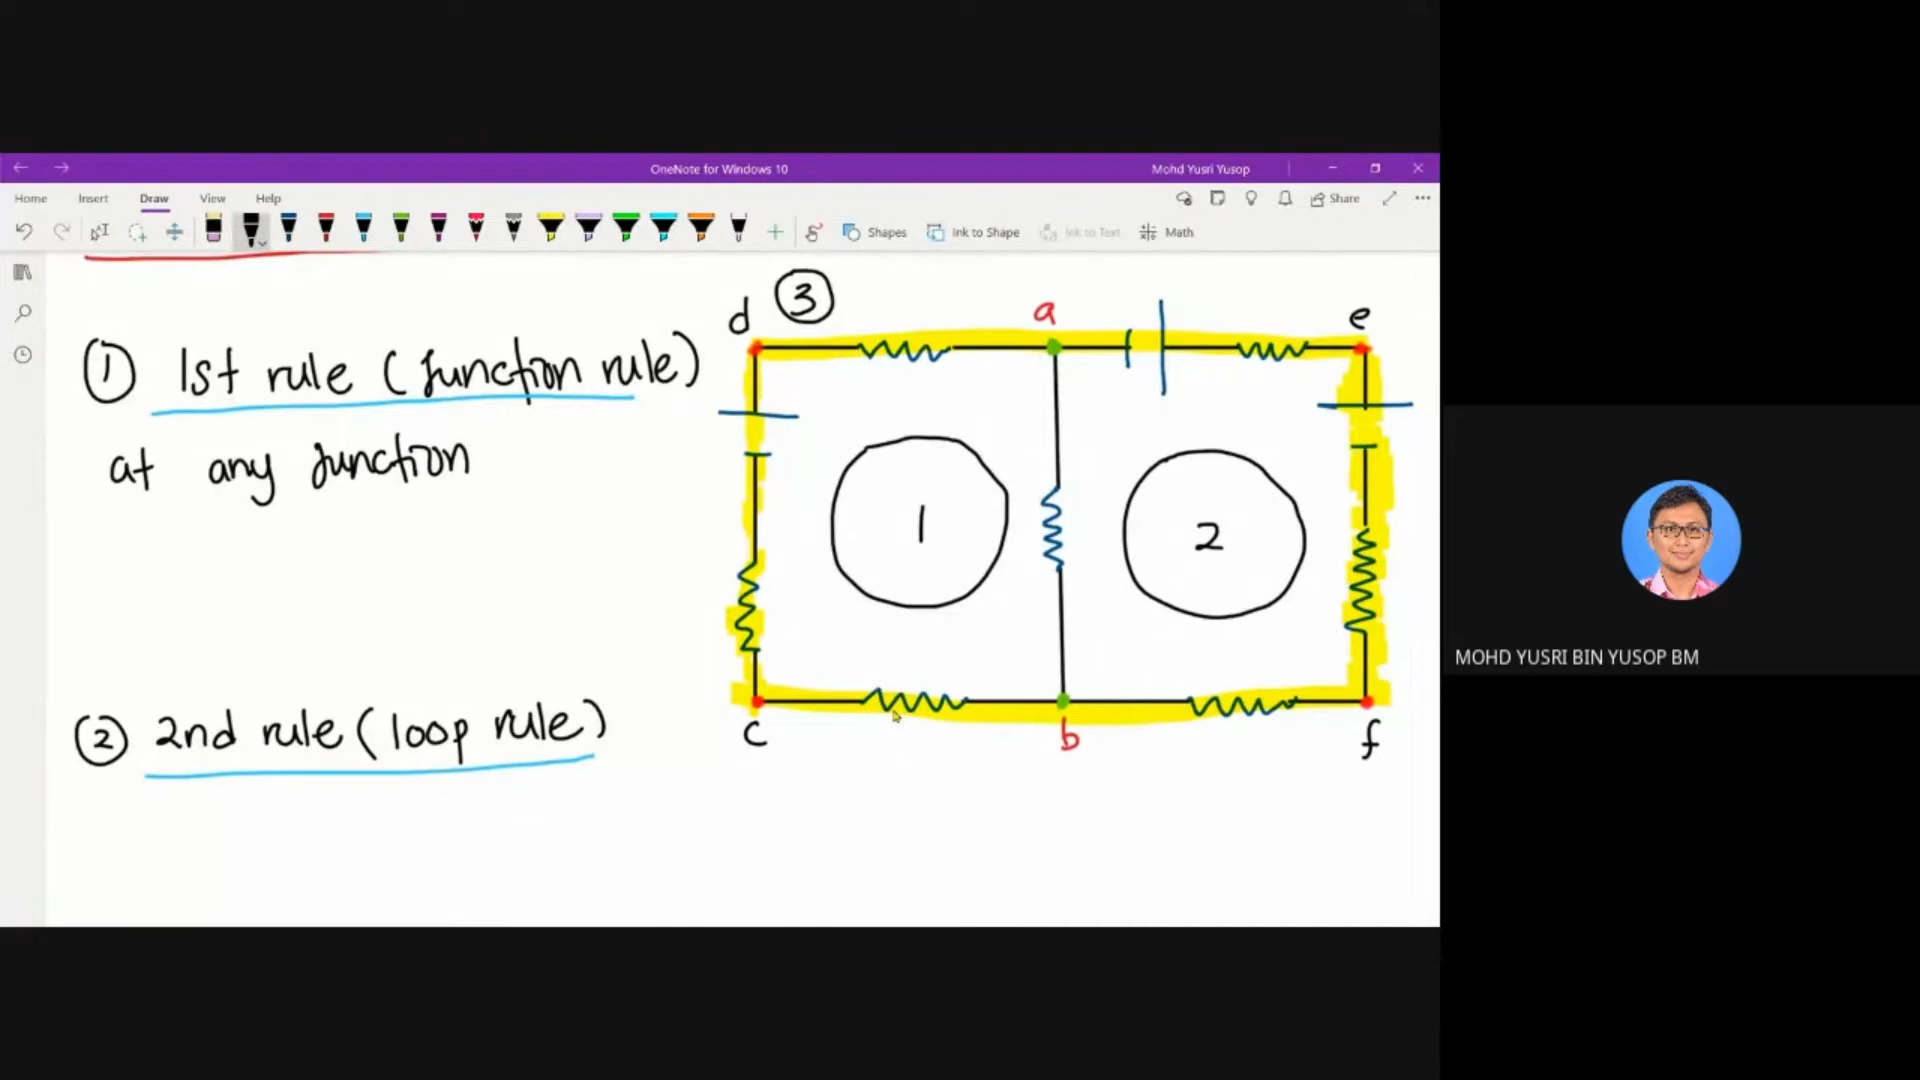 OneNote for Windows 10
Mohd Yusri Yusop
Home Insert Draw View Help
Share
Shapes Ink to Shape Ink to Text Math
① 1st rule (junction rule)
at any junction
② 2nd rule (loop rule)
d ③ a e
1 2
c b f
MOHD YUSRI BIN YUSOP BM